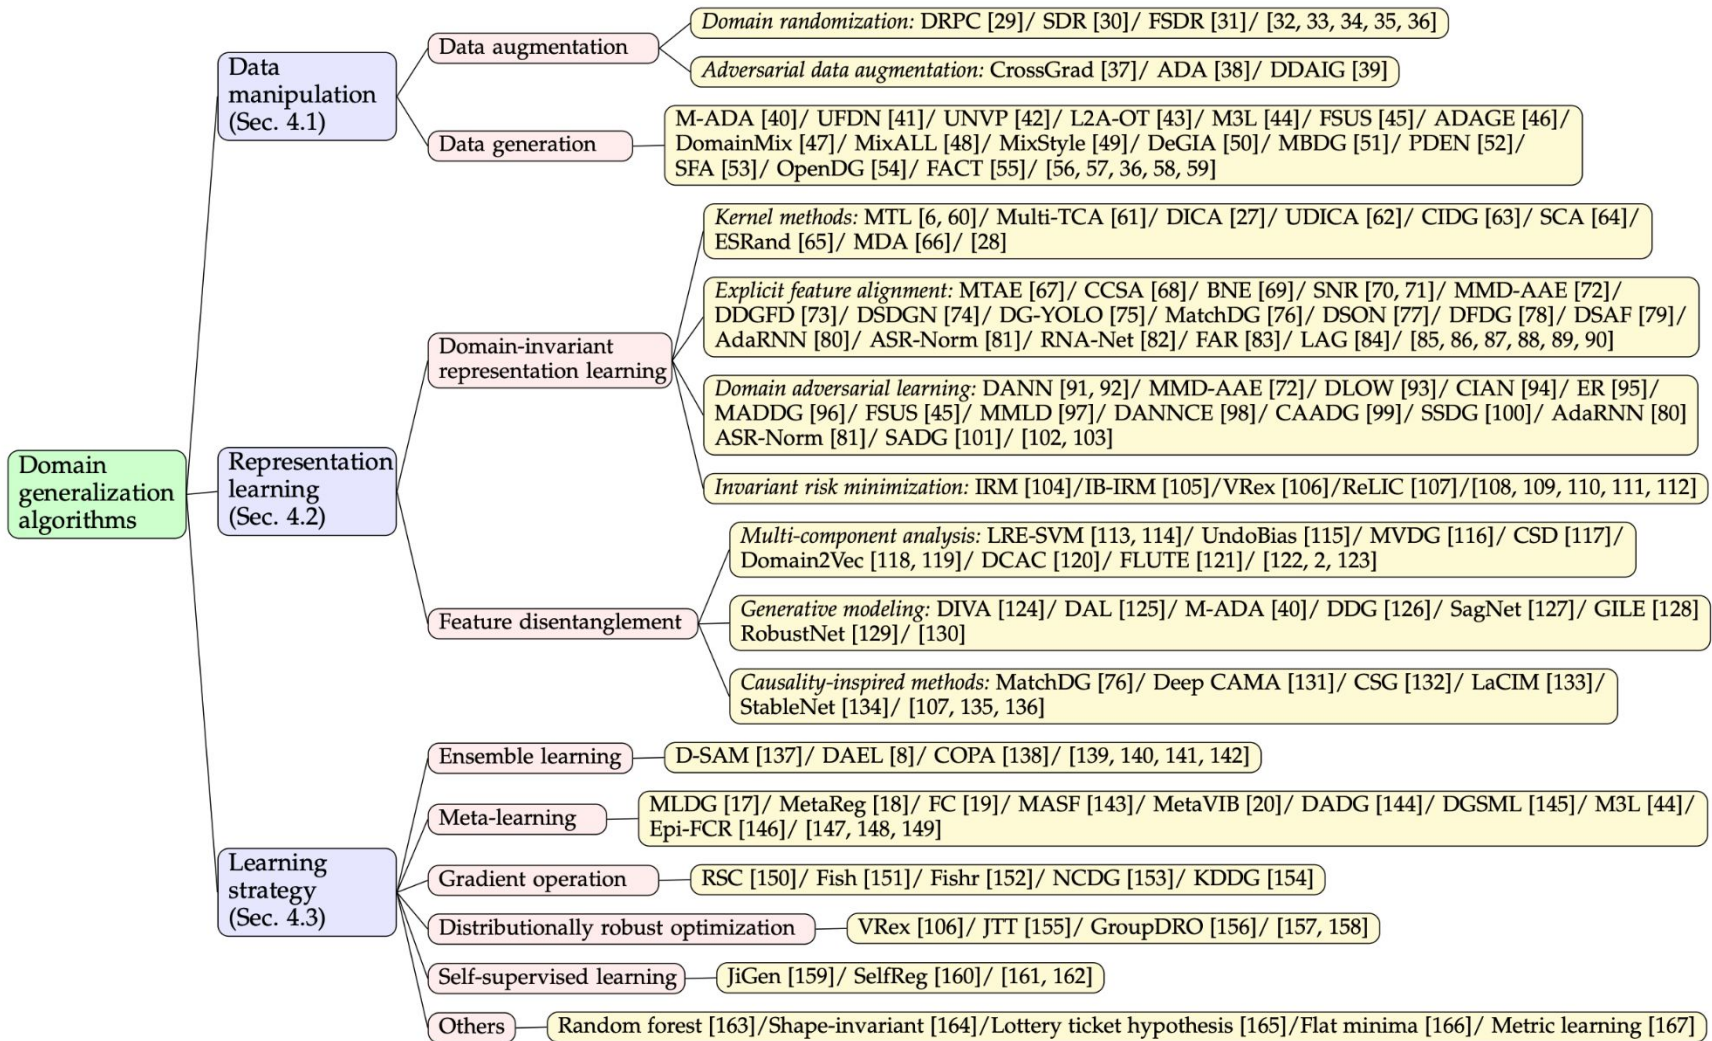 Domain
generalization
algorithms
Data
manipulation
(Sec. 4.1)
Data augmentation
Domain randomization: DRPC [29]/ SDR [30]/ FSDR [31]/ [32, 33, 34, 35, 36]
Adversarial data augmentation: CrossGrad [37]/ ADA [38]/ DDAIG [39]
Data generation
M-ADA [40]/ UFDN [41]/ UNVP [42]/ L2A-OT [43]/ M3L [44]/ FSUS [45]/ ADAGE [46]/
DomainMix [47]/ MixALL [48]/ MixStyle [49]/ DeGIA [50]/ MBDG [51]/ PDEN [52]/
SFA [53]/ OpenDG [54]/ FACT [55]/ [56, 57, 36, 58, 59]
Representation
learning
(Sec. 4.2)
Domain-invariant
representation learning
Kernel methods: MTL [6, 60]/ Multi-TCA [61]/ DICA [27]/ UDICA [62]/ CIDG [63]/ SCA [64]/
ESRand [65]/ MDA [66]/ [28]
Explicit feature alignment: MTAE [67]/ CCSA [68]/ BNE [69]/ SNR [70, 71]/ MMD-AAE [72]/
DDGFD [73]/ DSDGN [74]/ DG-YOLO [75]/ MatchDG [76]/ DSON [77]/ DFDG [78]/ DSAF [79]/
AdaRNN [80]/ ASR-Norm [81]/ RNA-Net [82]/ FAR [83]/ LAG [84]/ [85, 86, 87, 88, 89, 90]
Domain adversarial learning: DANN [91, 92]/ MMD-AAE [72]/ DLOW [93]/ CIAN [94]/ ER [95]/
MADDG [96]/ FSUS [45]/ MMLD [97]/ DANNCE [98]/ CAADG [99]/ SSDG [100]/ AdaRNN [80]
ASR-Norm [81]/ SADG [101]/ [102, 103]
Invariant risk minimization: IRM [104]/IB-IRM [105]/VRex [106]/ReLIC [107]/[108, 109, 110, 111, 112]
Feature disentanglement
Multi-component analysis: LRE-SVM [113, 114]/ UndoBias [115]/ MVDG [116]/ CSD [117]/
Domain2Vec [118, 119]/ DCAC [120]/ FLUTE [121]/ [122, 2, 123]
Generative modeling: DIVA [124]/ DAL [125]/ M-ADA [40]/ DDG [126]/ SagNet [127]/ GILE [128]
RobustNet [129]/ [130]
Causality-inspired methods: MatchDG [76]/ Deep CAMA [131]/ CSG [132]/ LaCIM [133]/
StableNet [134]/ [107, 135, 136]
Learning
strategy
(Sec. 4.3)
Ensemble learning
D-SAM [137]/ DAEL [8]/ COPA [138]/ [139, 140, 141, 142]
Meta-learning
MLDG [17]/ MetaReg [18]/ FC [19]/ MASF [143]/ MetaVIB [20]/ DADG [144]/ DGSML [145]/ M3L [44]/
Epi-FCR [146]/ [147, 148, 149]
Gradient operation
RSC [150]/ Fish [151]/ Fishr [152]/ NCDG [153]/ KDDG [154]
Distributionally robust optimization
VRex [106]/ JTT [155]/ GroupDRO [156]/ [157, 158]
Self-supervised learning
JiGen [159]/ SelfReg [160]/ [161, 162]
Others
Random forest [163]/Shape-invariant [164]/Lottery ticket hypothesis [165]/Flat minima [166]/ Metric learning [167]